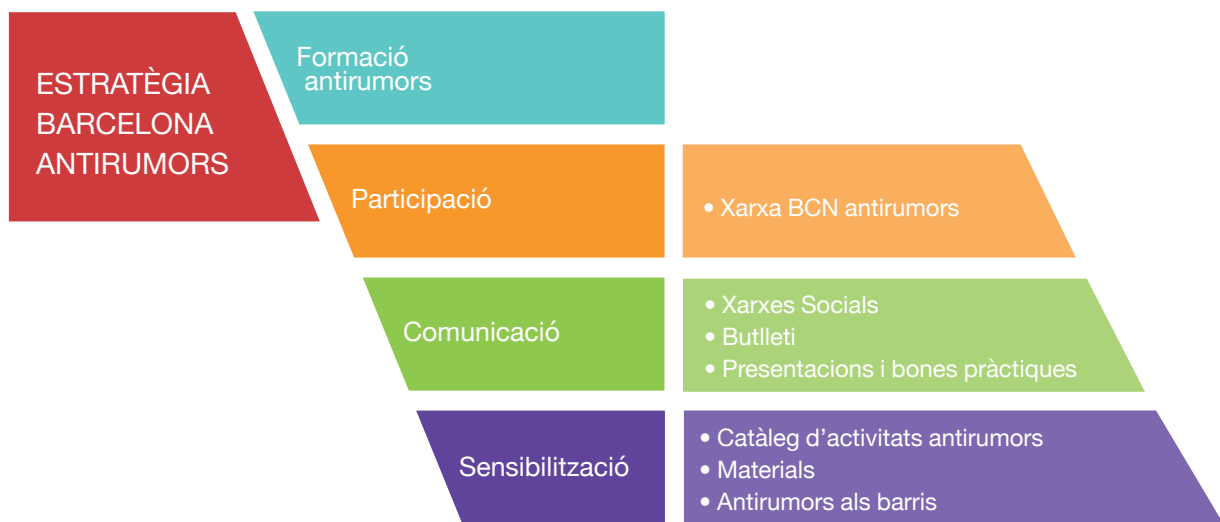 ESTRATÈGIA
BARCELONA
ANTIRUMORS
Formació
antirumors
Participació
• Xarxa BCN antirumors
Comunicació
• Xarxes Socials
• Butlleti
• Presentacions i bones pràctiques
Sensibilització
• Catàleg d’activitats antirumors
• Materials
• Antirumors als barris